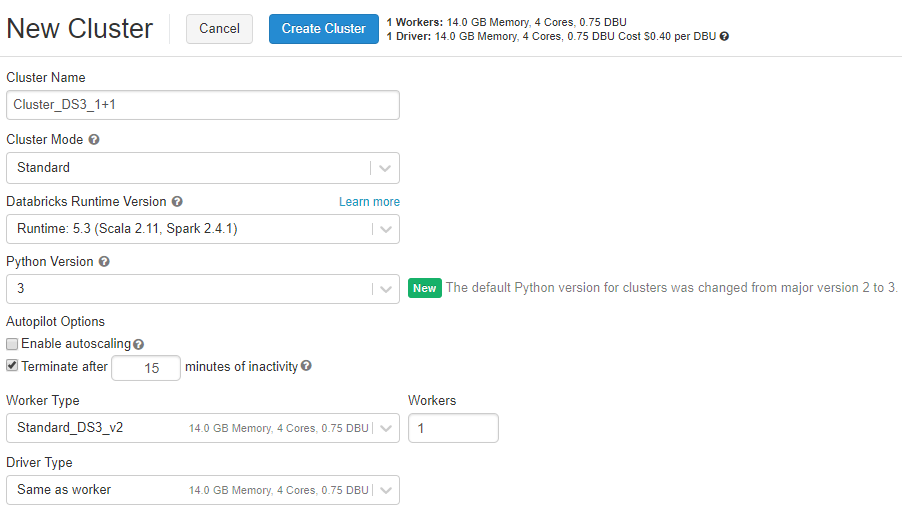 New Cluster
Cancel
Create Cluster
1 Workers: 14.0 GB Memory, 4 Cores, 0.75 DBU
1 Driver: 14.0 GB Memory, 4 Cores, 0.75 DBU Cost $0.40 per DBU ?
Cluster Name
Cluster_DS3_1+1
Cluster Mode ?
Standard
Databricks Runtime Version ? Learn more
Runtime: 5.3 (Scala 2.11, Spark 2.4.1)
Python Version ?
3
New The default Python version for clusters was changed from major version 2 to 3.
Autopilot Options
Enable autoscaling ?
Terminate after 15 minutes of inactivity ?
Worker Type Workers
Standard_DS3_v2 14.0 GB Memory, 4 Cores, 0.75 DBU 1
Driver Type
Same as worker 14.0 GB Memory, 4 Cores, 0.75 DBU